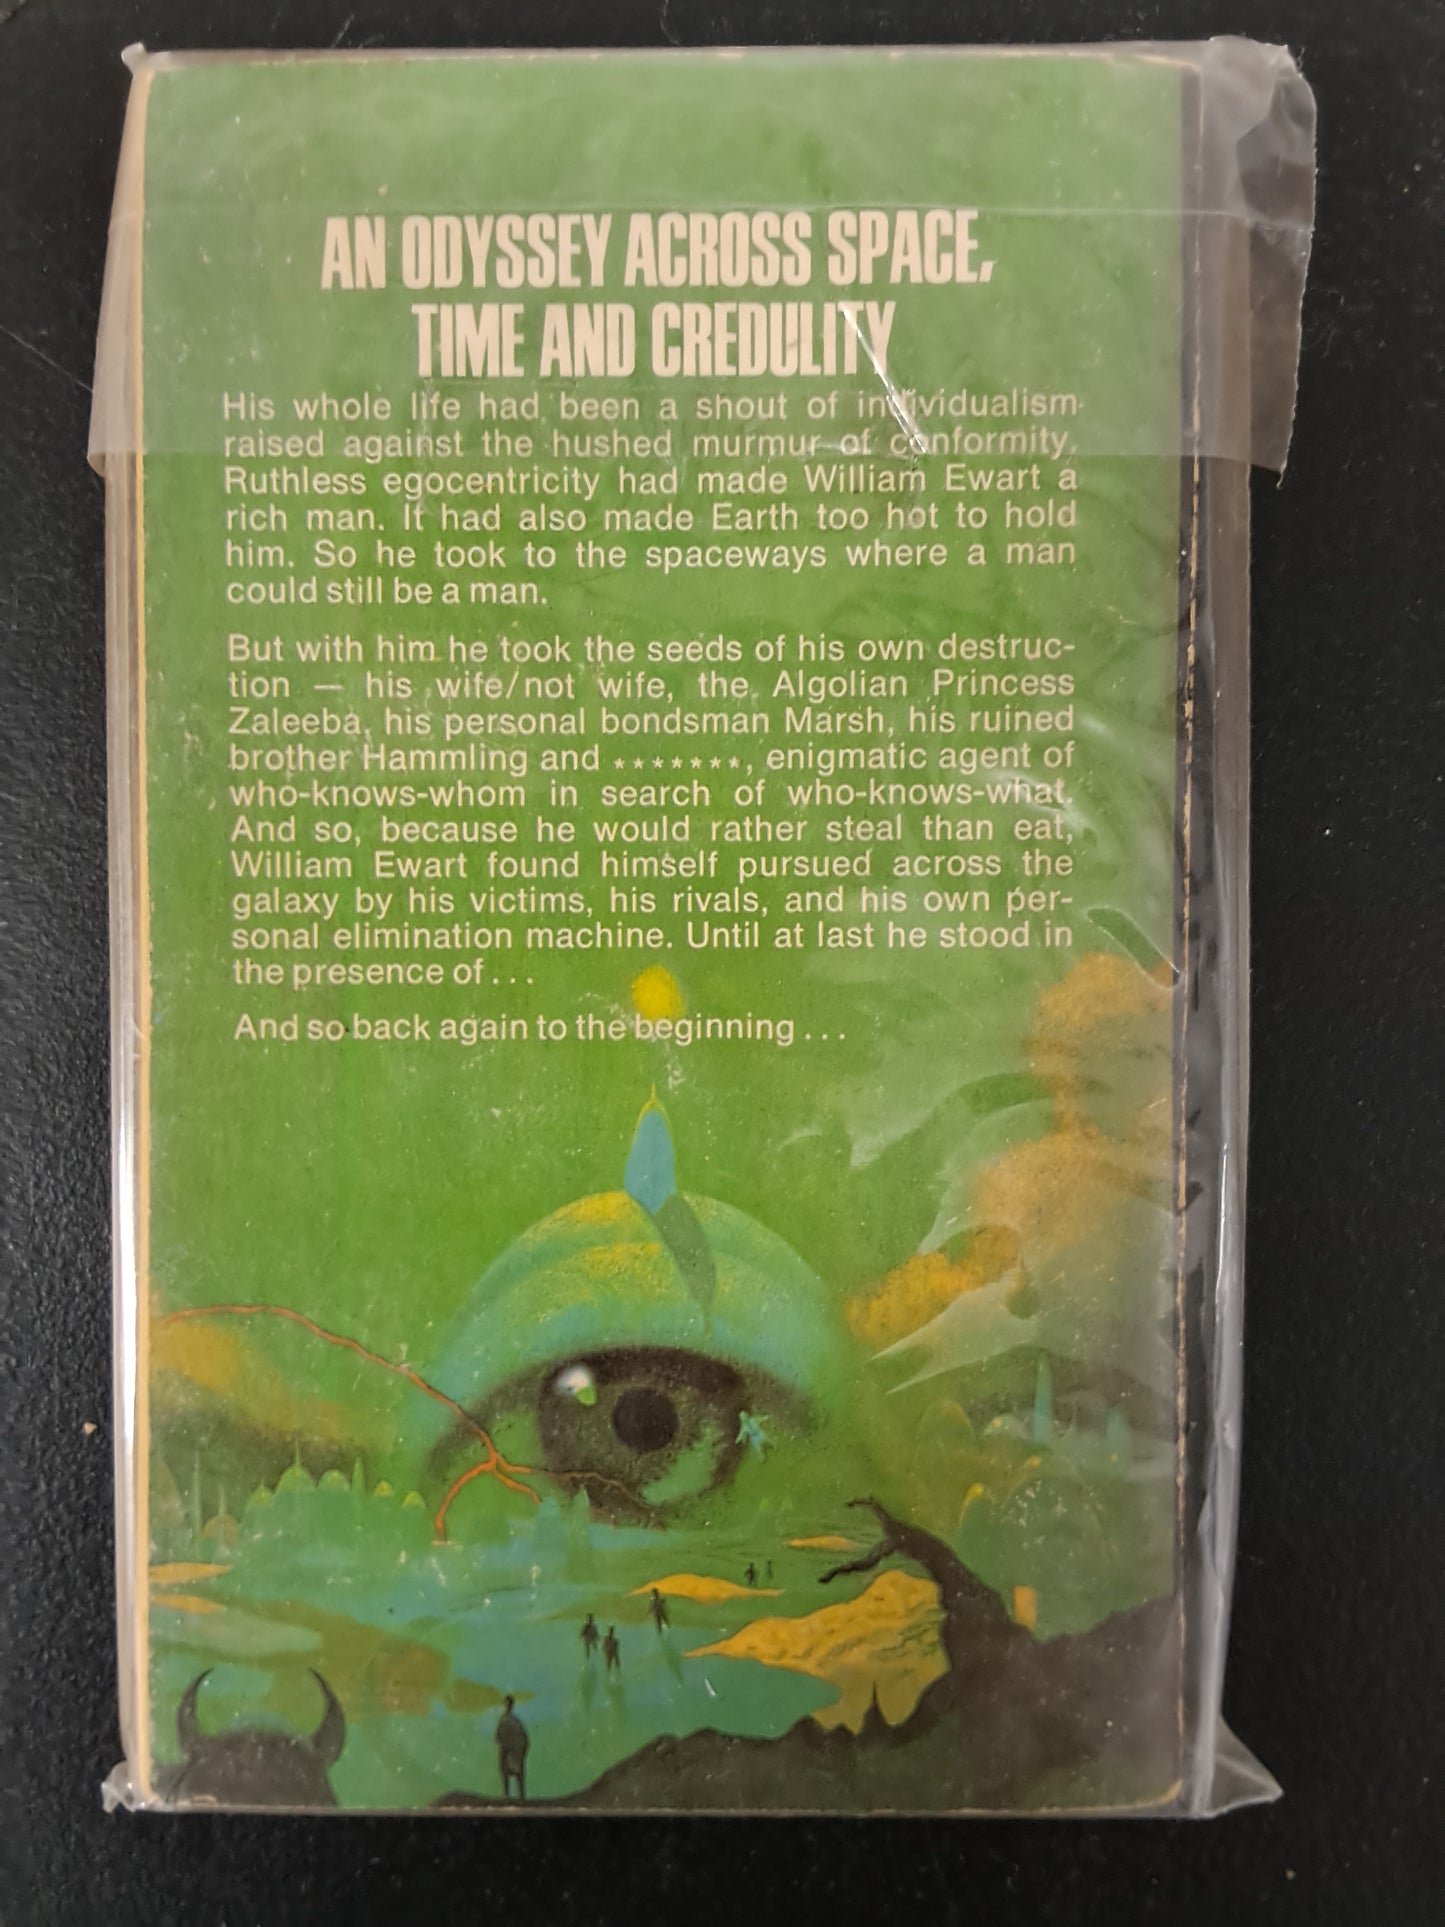 AN ODYSSEY ACROSS SPACE,
TIME AND CREDULITY
His whole life had been a shout of individualism
raised against the hushed murmur of conformity.
Ruthless egocentricity had made William Ewart a
rich man. It had also made Earth too hot to hold
him. So he took to the spaceways where a man
could still be a man.
But with him he took the seeds of his own destruc-
tion — his wife/not wife, the Algolian Princess
Zaleeba, his personal bondsman Marsh, his ruined
brother Hammling and *******, enigmatic agent of
who-knows-whom in search of who-knows-what.
And so, because he would rather steal than eat,
William Ewart found himself pursued across the
galaxy by his victims, his rivals, and his own per-
sonal elimination machine. Until at last he stood in
the presence of . . .
And so back again to the beginning . . .